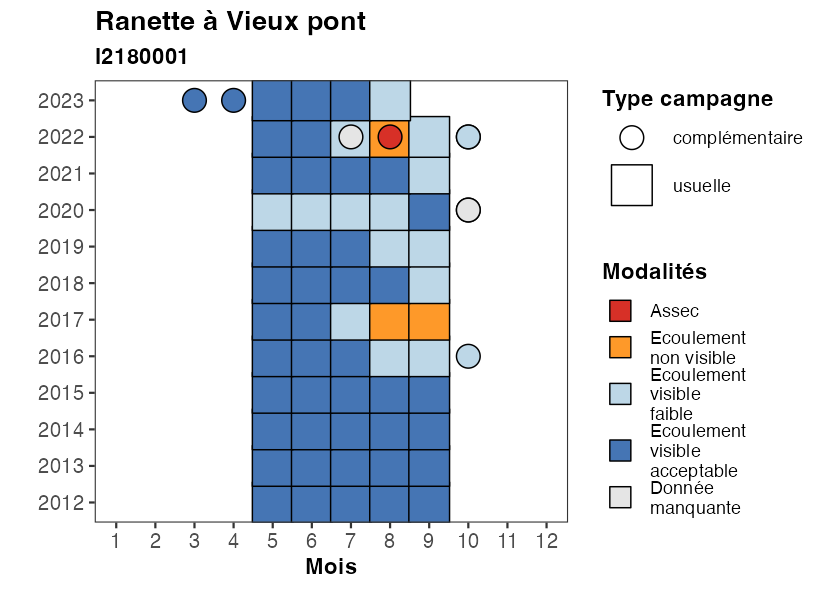 Ranette à Vieux pont
I2180001
2023
2022
2021
2020
2019
2018
2017
2016
2015
2014
2013
2012
1 2 3 4 5 6 7 8 9 10 11 12
Mois
Type campagne
complémentaire
usuelle
Modalités
Assec
Ecoulement
non visible
Ecoulement
visible
faible
Ecoulement
visible
acceptable
Donnée
manquante